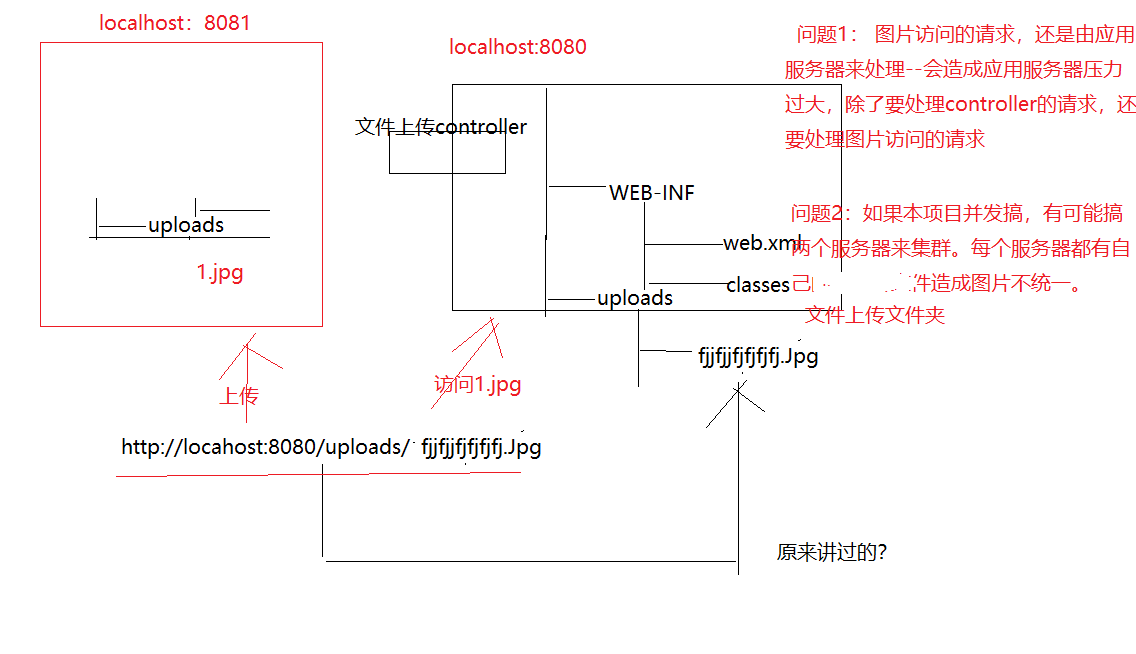 localhost：8081
localhost:8080
问题1： 图片访问的请求，还是由应用
服务器来处理--会造成应用服务器压力
过大，除了要处理controller的请求，还
要处理图片访问的请求
文件上传controller
WEB-INF
web.xml
classes
uploads
uploads
1.jpg
问题2：如果本项目并发搞，有可能搞
两个服务器来集群。每个服务器都有自
己
件造成图片不统一。
文件上传文件夹
fjjfjjfjfjfjfj.Jpg
上传
访问1.jpg
http://locahost:8080/uploads/ fjjfjjfjfjfjfj.Jpg
原来讲过的?